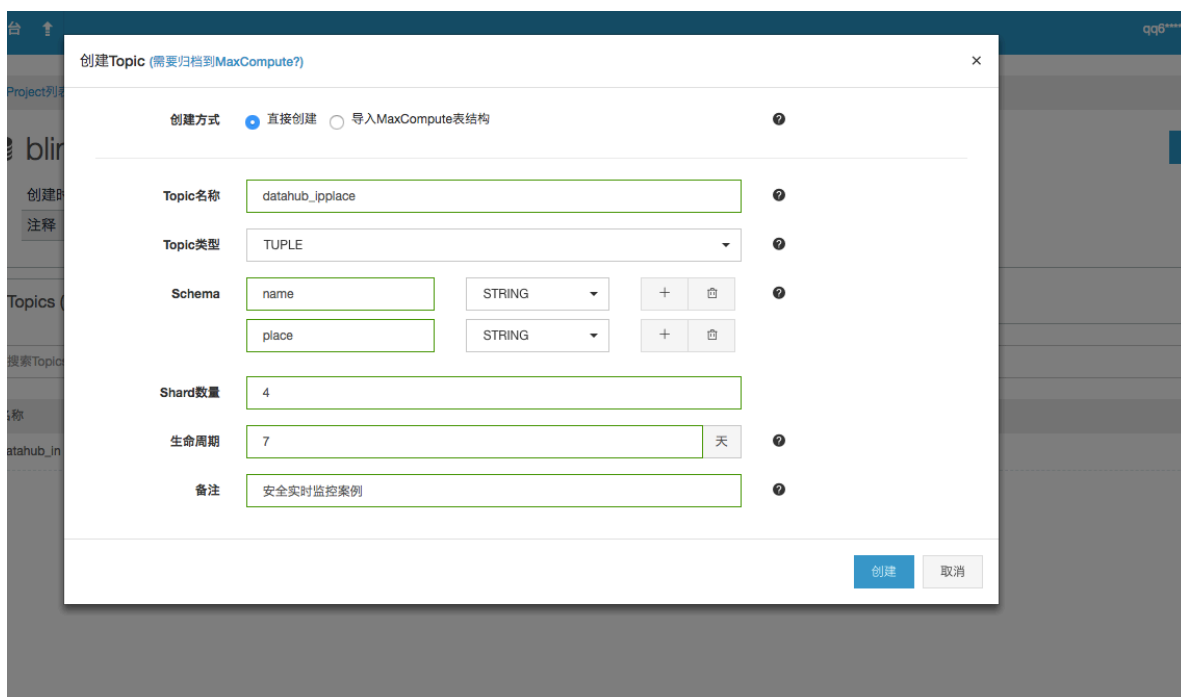 台
qq6****
创建Topic (需要归档到MaxCompute?)
×
Project列表
创建方式 直接创建 导入MaxCompute表结构
blin
创建时
注释
Topic名称 datahub_ipplace
Topic类型 TUPLE
Schema name STRING
Topics (
place STRING
搜索Topic
Shard数量 4
名称
生命周期 7 天
atahub_in
备注 安全实时监控案例
创建 取消